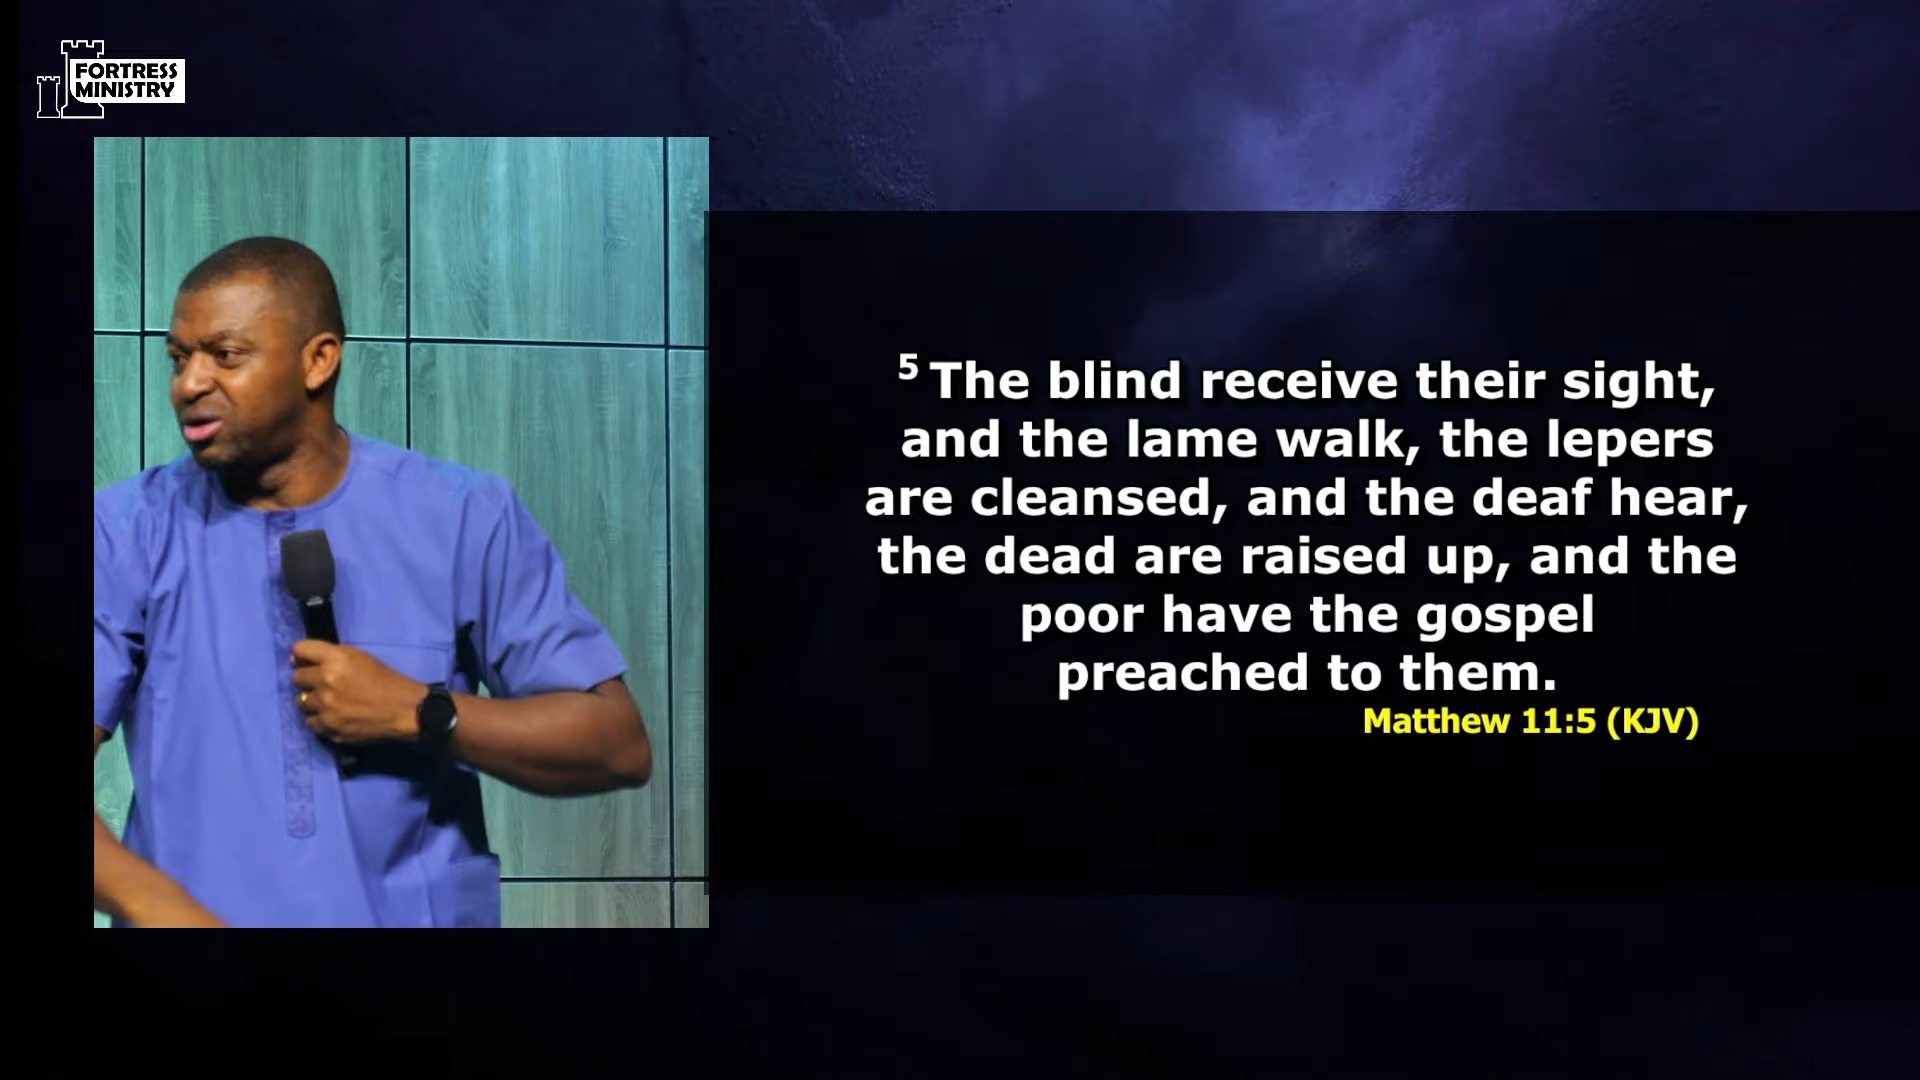 FORTRESS
MINISTRY
5 The blind receive their sight,
and the lame walk, the lepers
are cleansed, and the deaf hear,
the dead are raised up, and the
poor have the gospel
preached to them.
Matthew 11:5 (KJV)